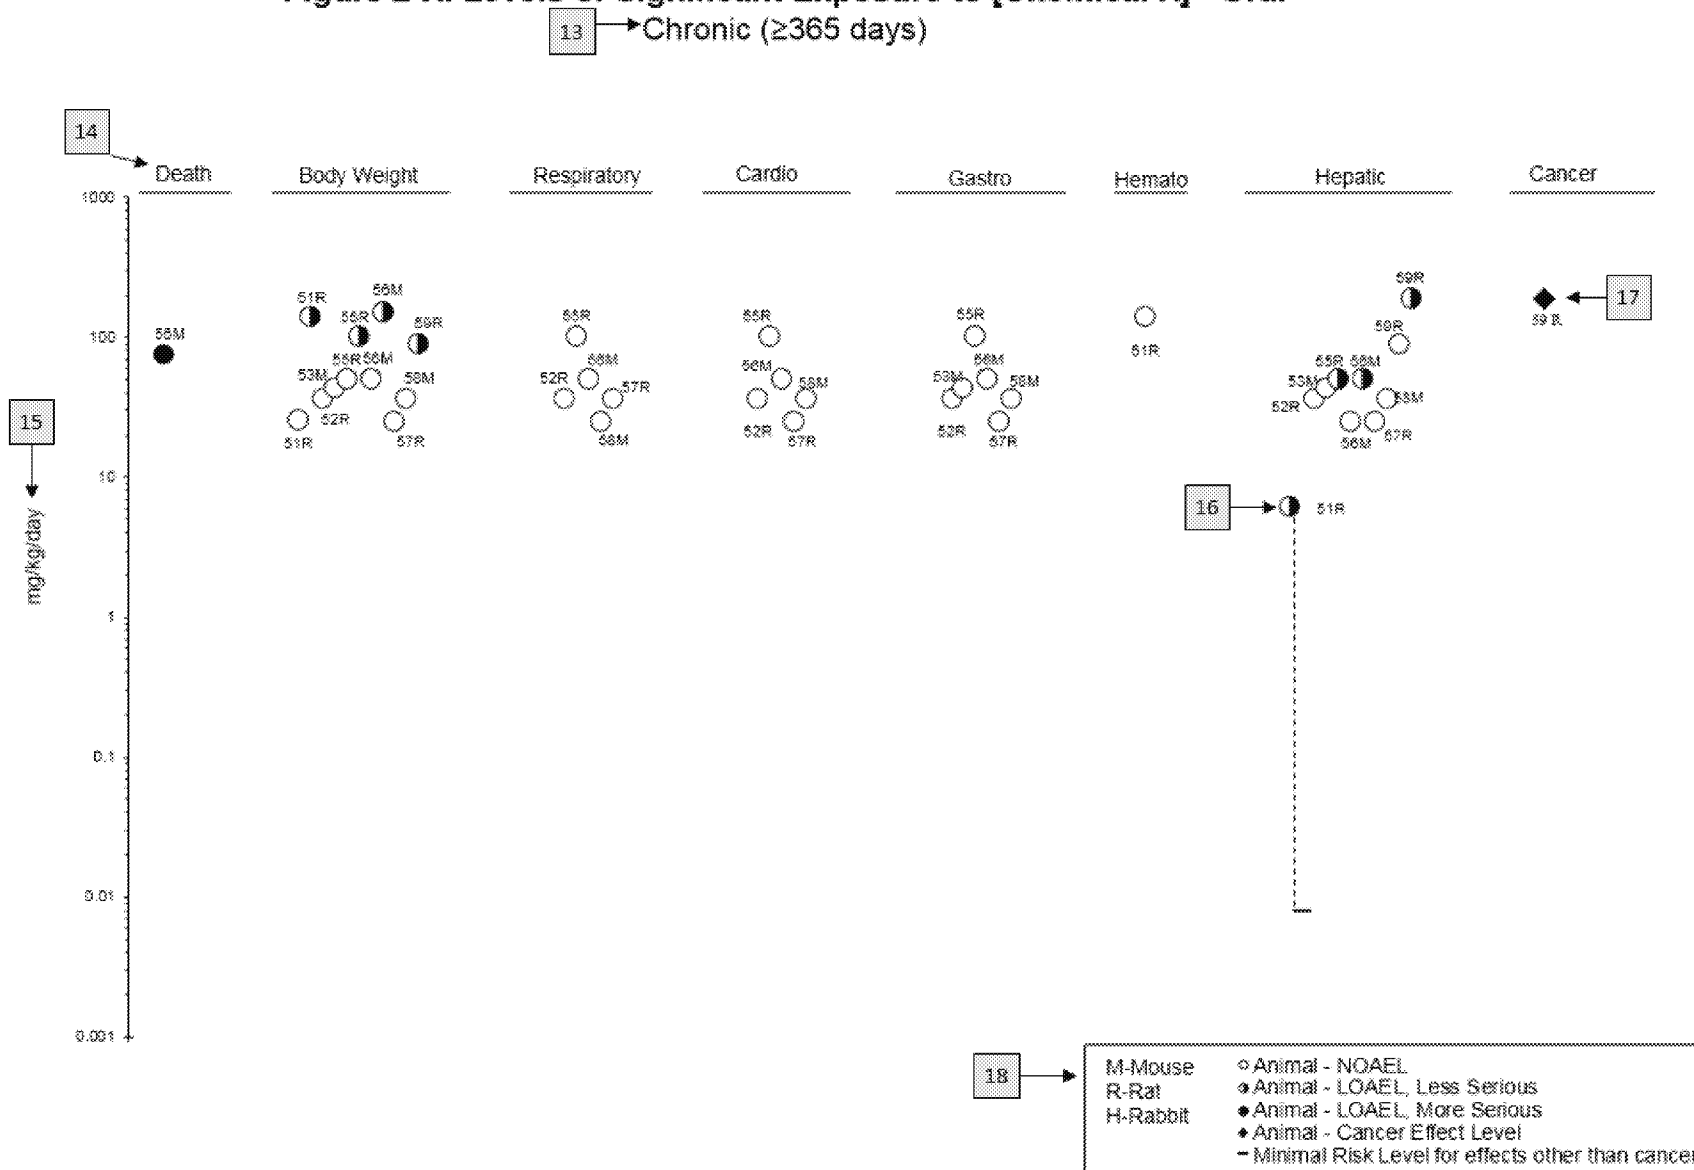 13 Chronic (≥365 days)
14
Death Body Weight Respiratory Cardio Gastro Hemato Hepatic Cancer
1000
59R
56M
51R
17
55R
59R
55R
55R
55R
59 R
59R
100
51R
55R 56M
56M
56M
55R 56M
53M
58M
52R
57R
58M
53M
58M
53M
58M
52R
52R
15
51R
57R
58M
52R
57R
52R
57R
56M
57R
10
16
51R
mg/kg/day
1
0.1
0.01
0.001
18
M-Mouse
R-Rat
H-Rabbit
Animal - NOAEL
Animal - LOAEL, Less Serious
Animal - LOAEL, More Serious
Animal - Cancer Effect Level
Minimal Risk Level for effects other than cancer